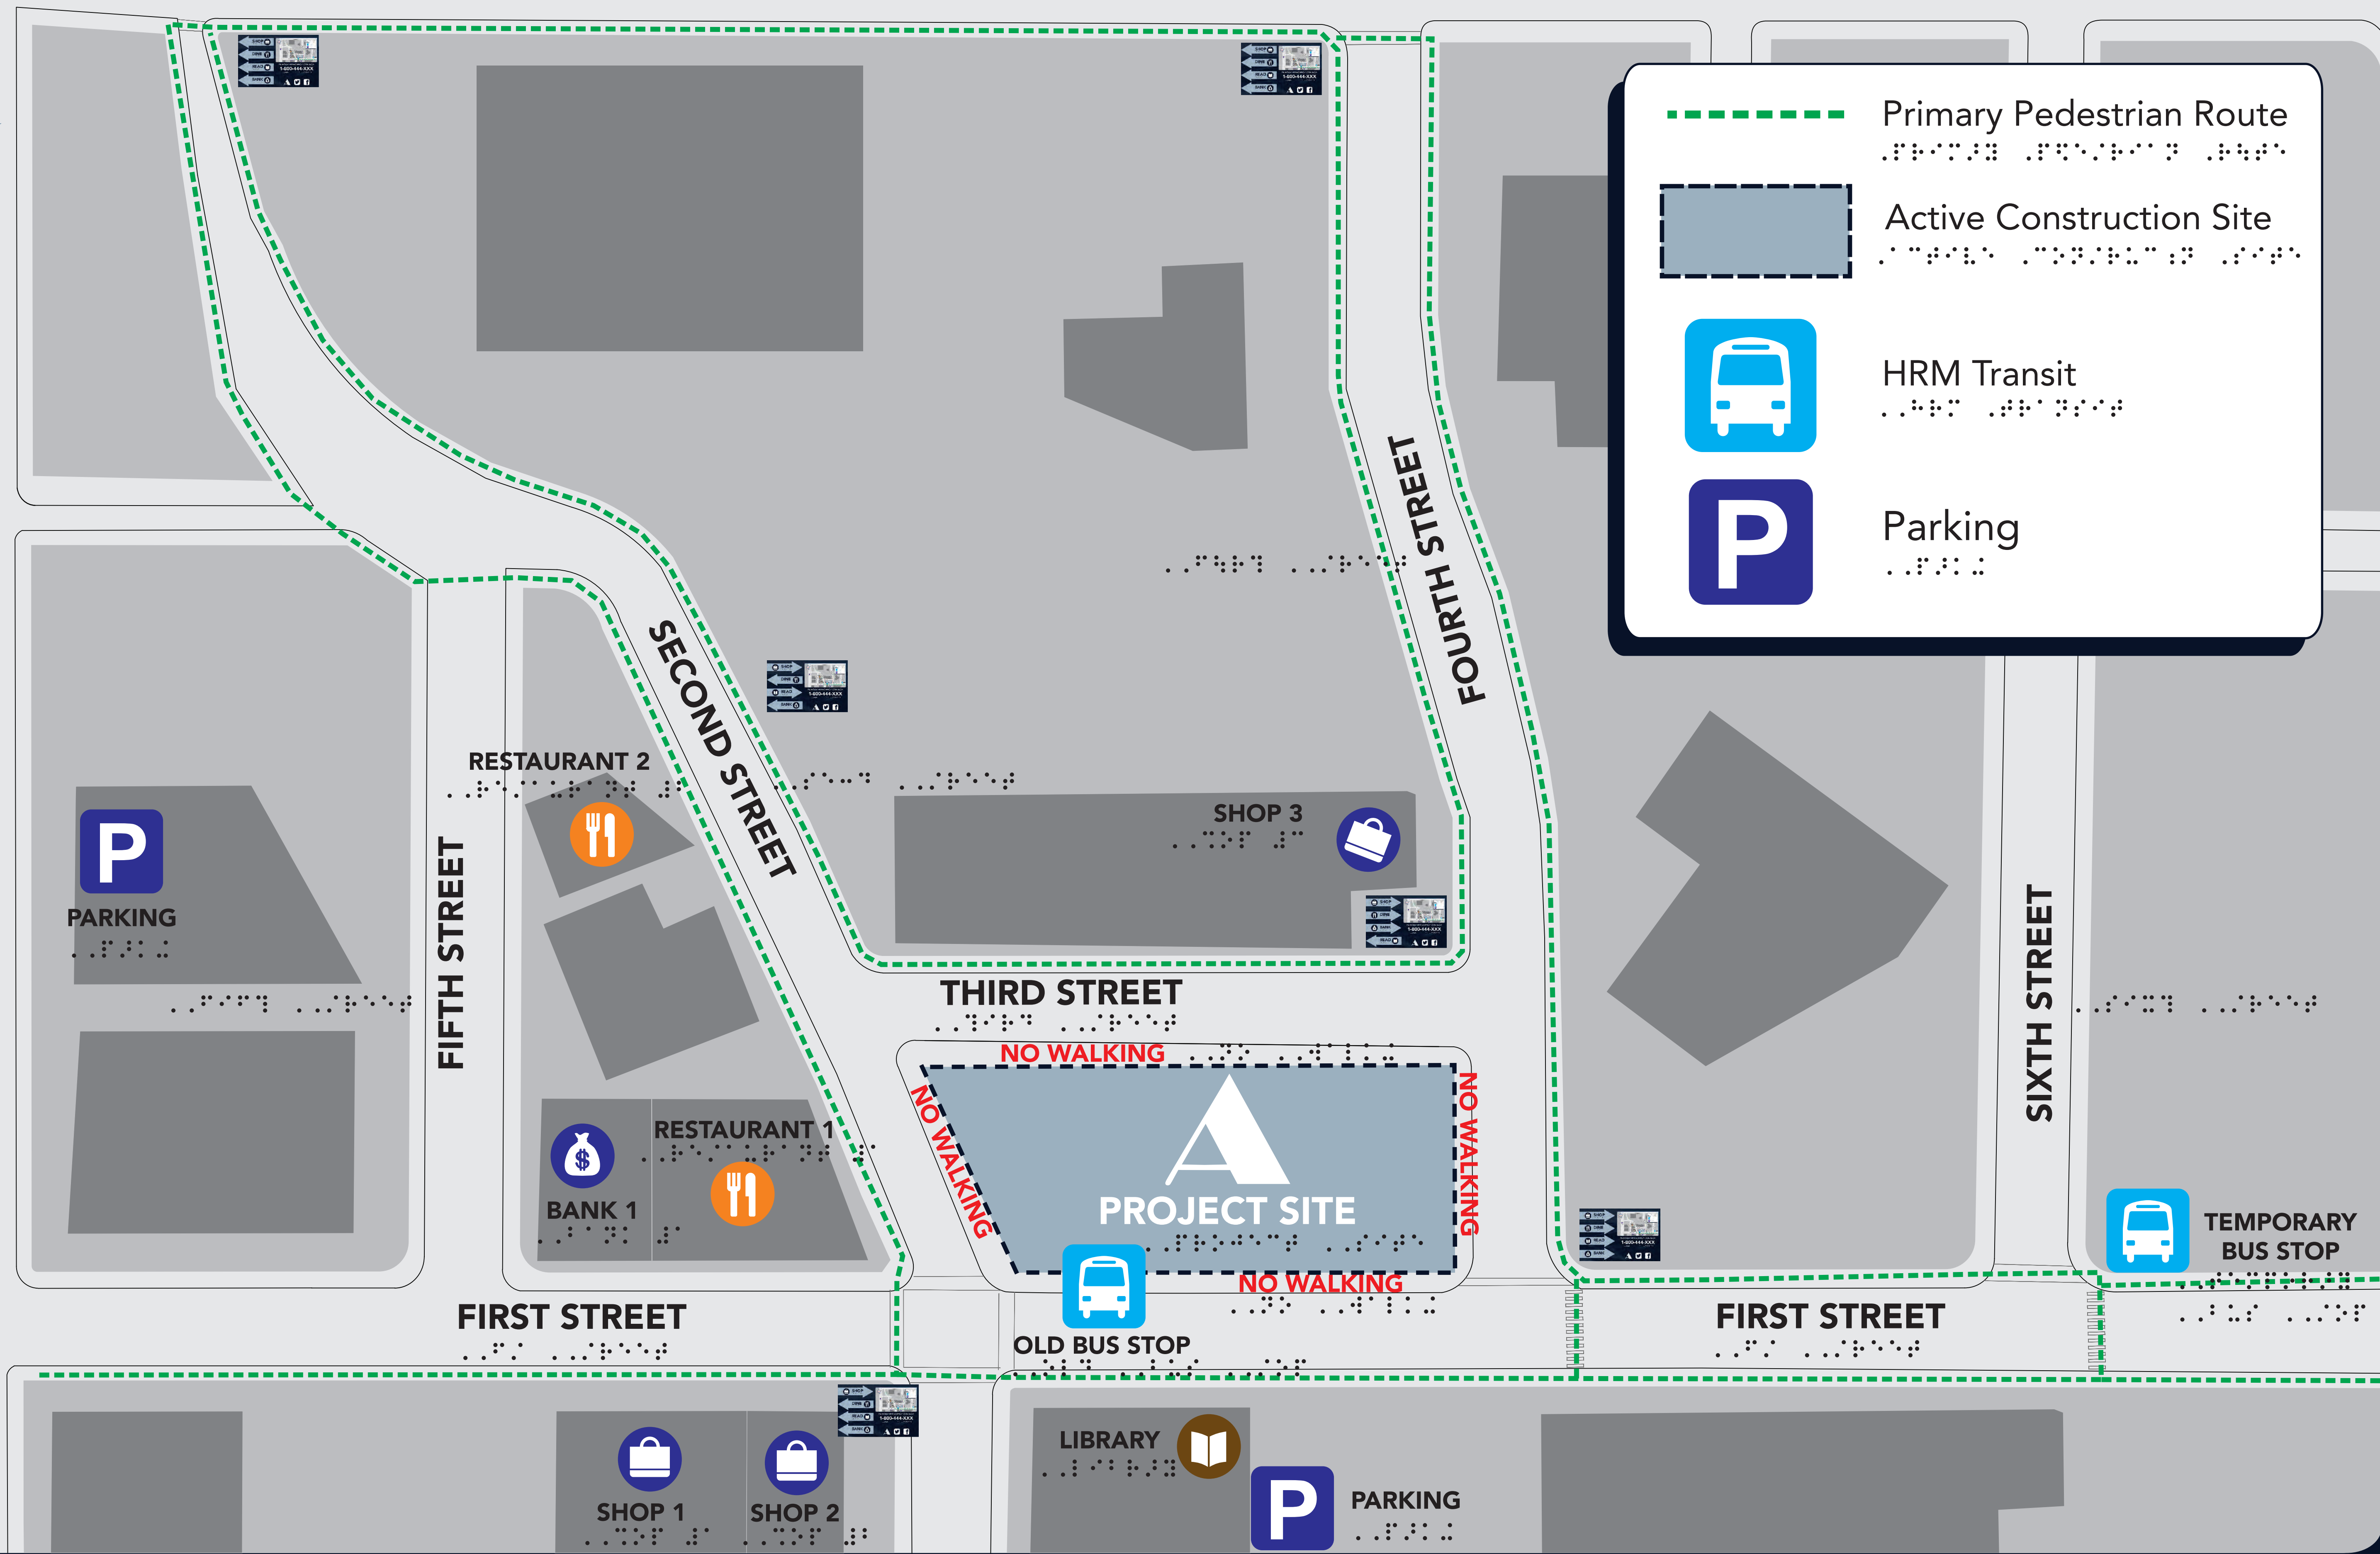 Primary Pedestrian Route
Active Construction Site
HRM Transit
P
Parking
FOURTH STREET
SECOND STREET
RESTAURANT 2
SHOP 3
P
PARKING
FIFTH STREET
THIRD STREET
SIXTH STREET
NO WALKING
NO WALKING
NO WALKING
PROJECT SITE
NO WALKING
RESTAURANT 1
$
BANK 1
TEMPORARY
BUS STOP
FIRST STREET
FIRST STREET
OLD BUS STOP
LIBRARY
SHOP 1
SHOP 2
P
PARKING